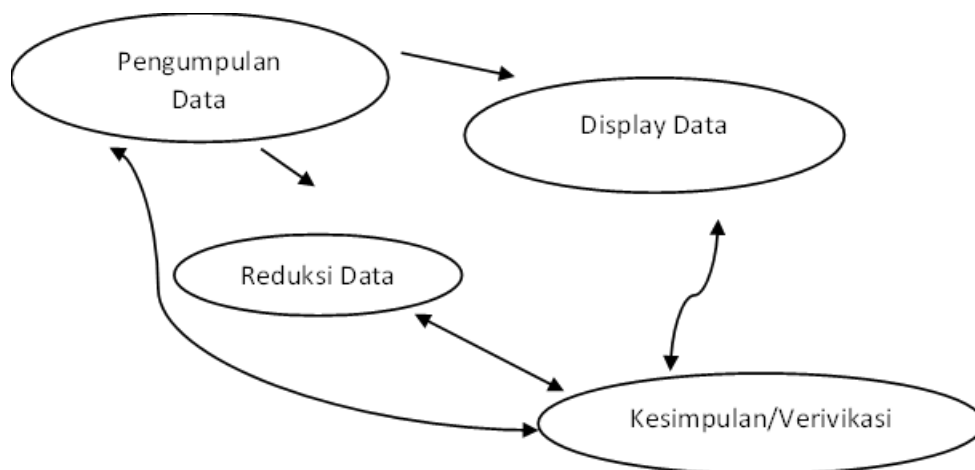 Pengumpulan
Data
Display Data
Reduksi Data
Kesimpulan/Verivikasi